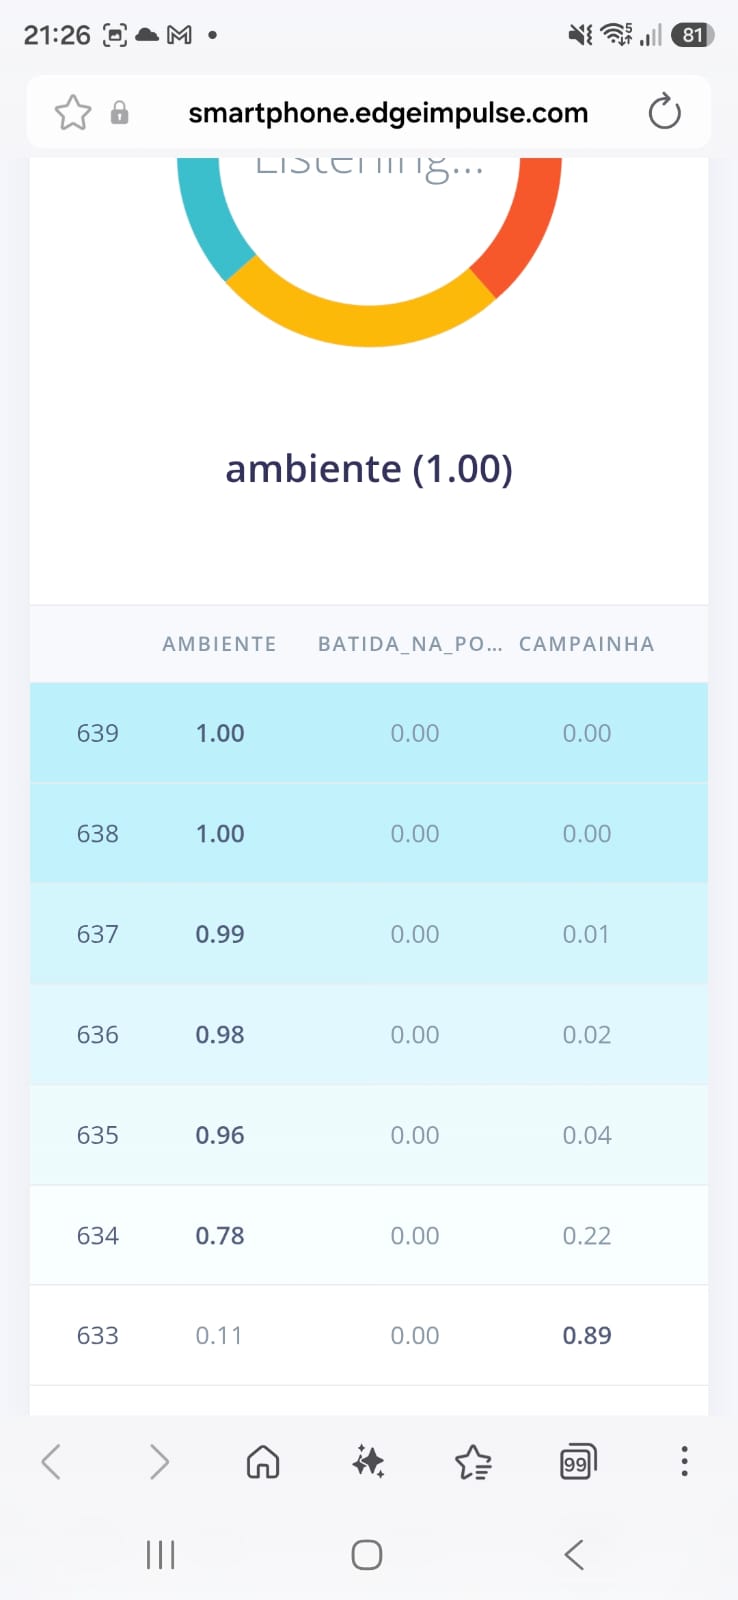 21:26
81
smartphone.edgeimpulse.com
Listening...
ambiente (1.00)
AMBIENTE BATIDA_NA_PO... CAMPAINHA
639 1.00 0.00 0.00
638 1.00 0.00 0.00
637 0.99 0.00 0.01
636 0.98 0.00 0.02
635 0.96 0.00 0.04
634 0.78 0.00 0.22
633 0.11 0.00 0.89
99